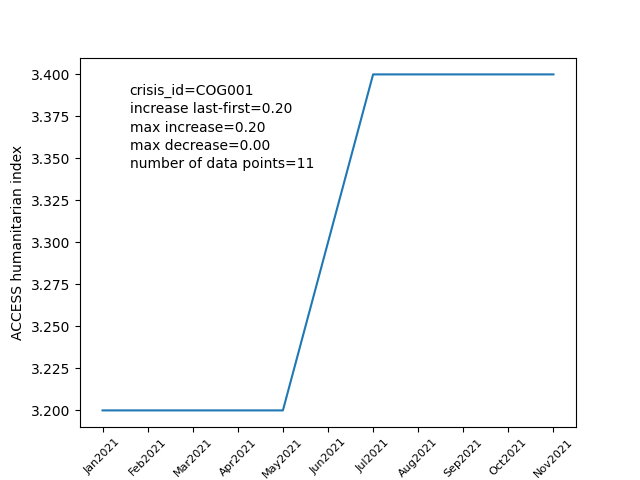 3.400
3.375
3.350
3.325
3.300
3.275
3.250
3.225
3.200
ACCESS humanitarian index
crisis_id=COG001
increase last-first=0.20
max increase=0.20
max decrease=0.00
number of data points=11
Jan2021
Feb2021
Mar2021
Apr2021
May2021
Jun2021
Jul2021
Aug2021
Sep2021
Oct2021
Nov2021